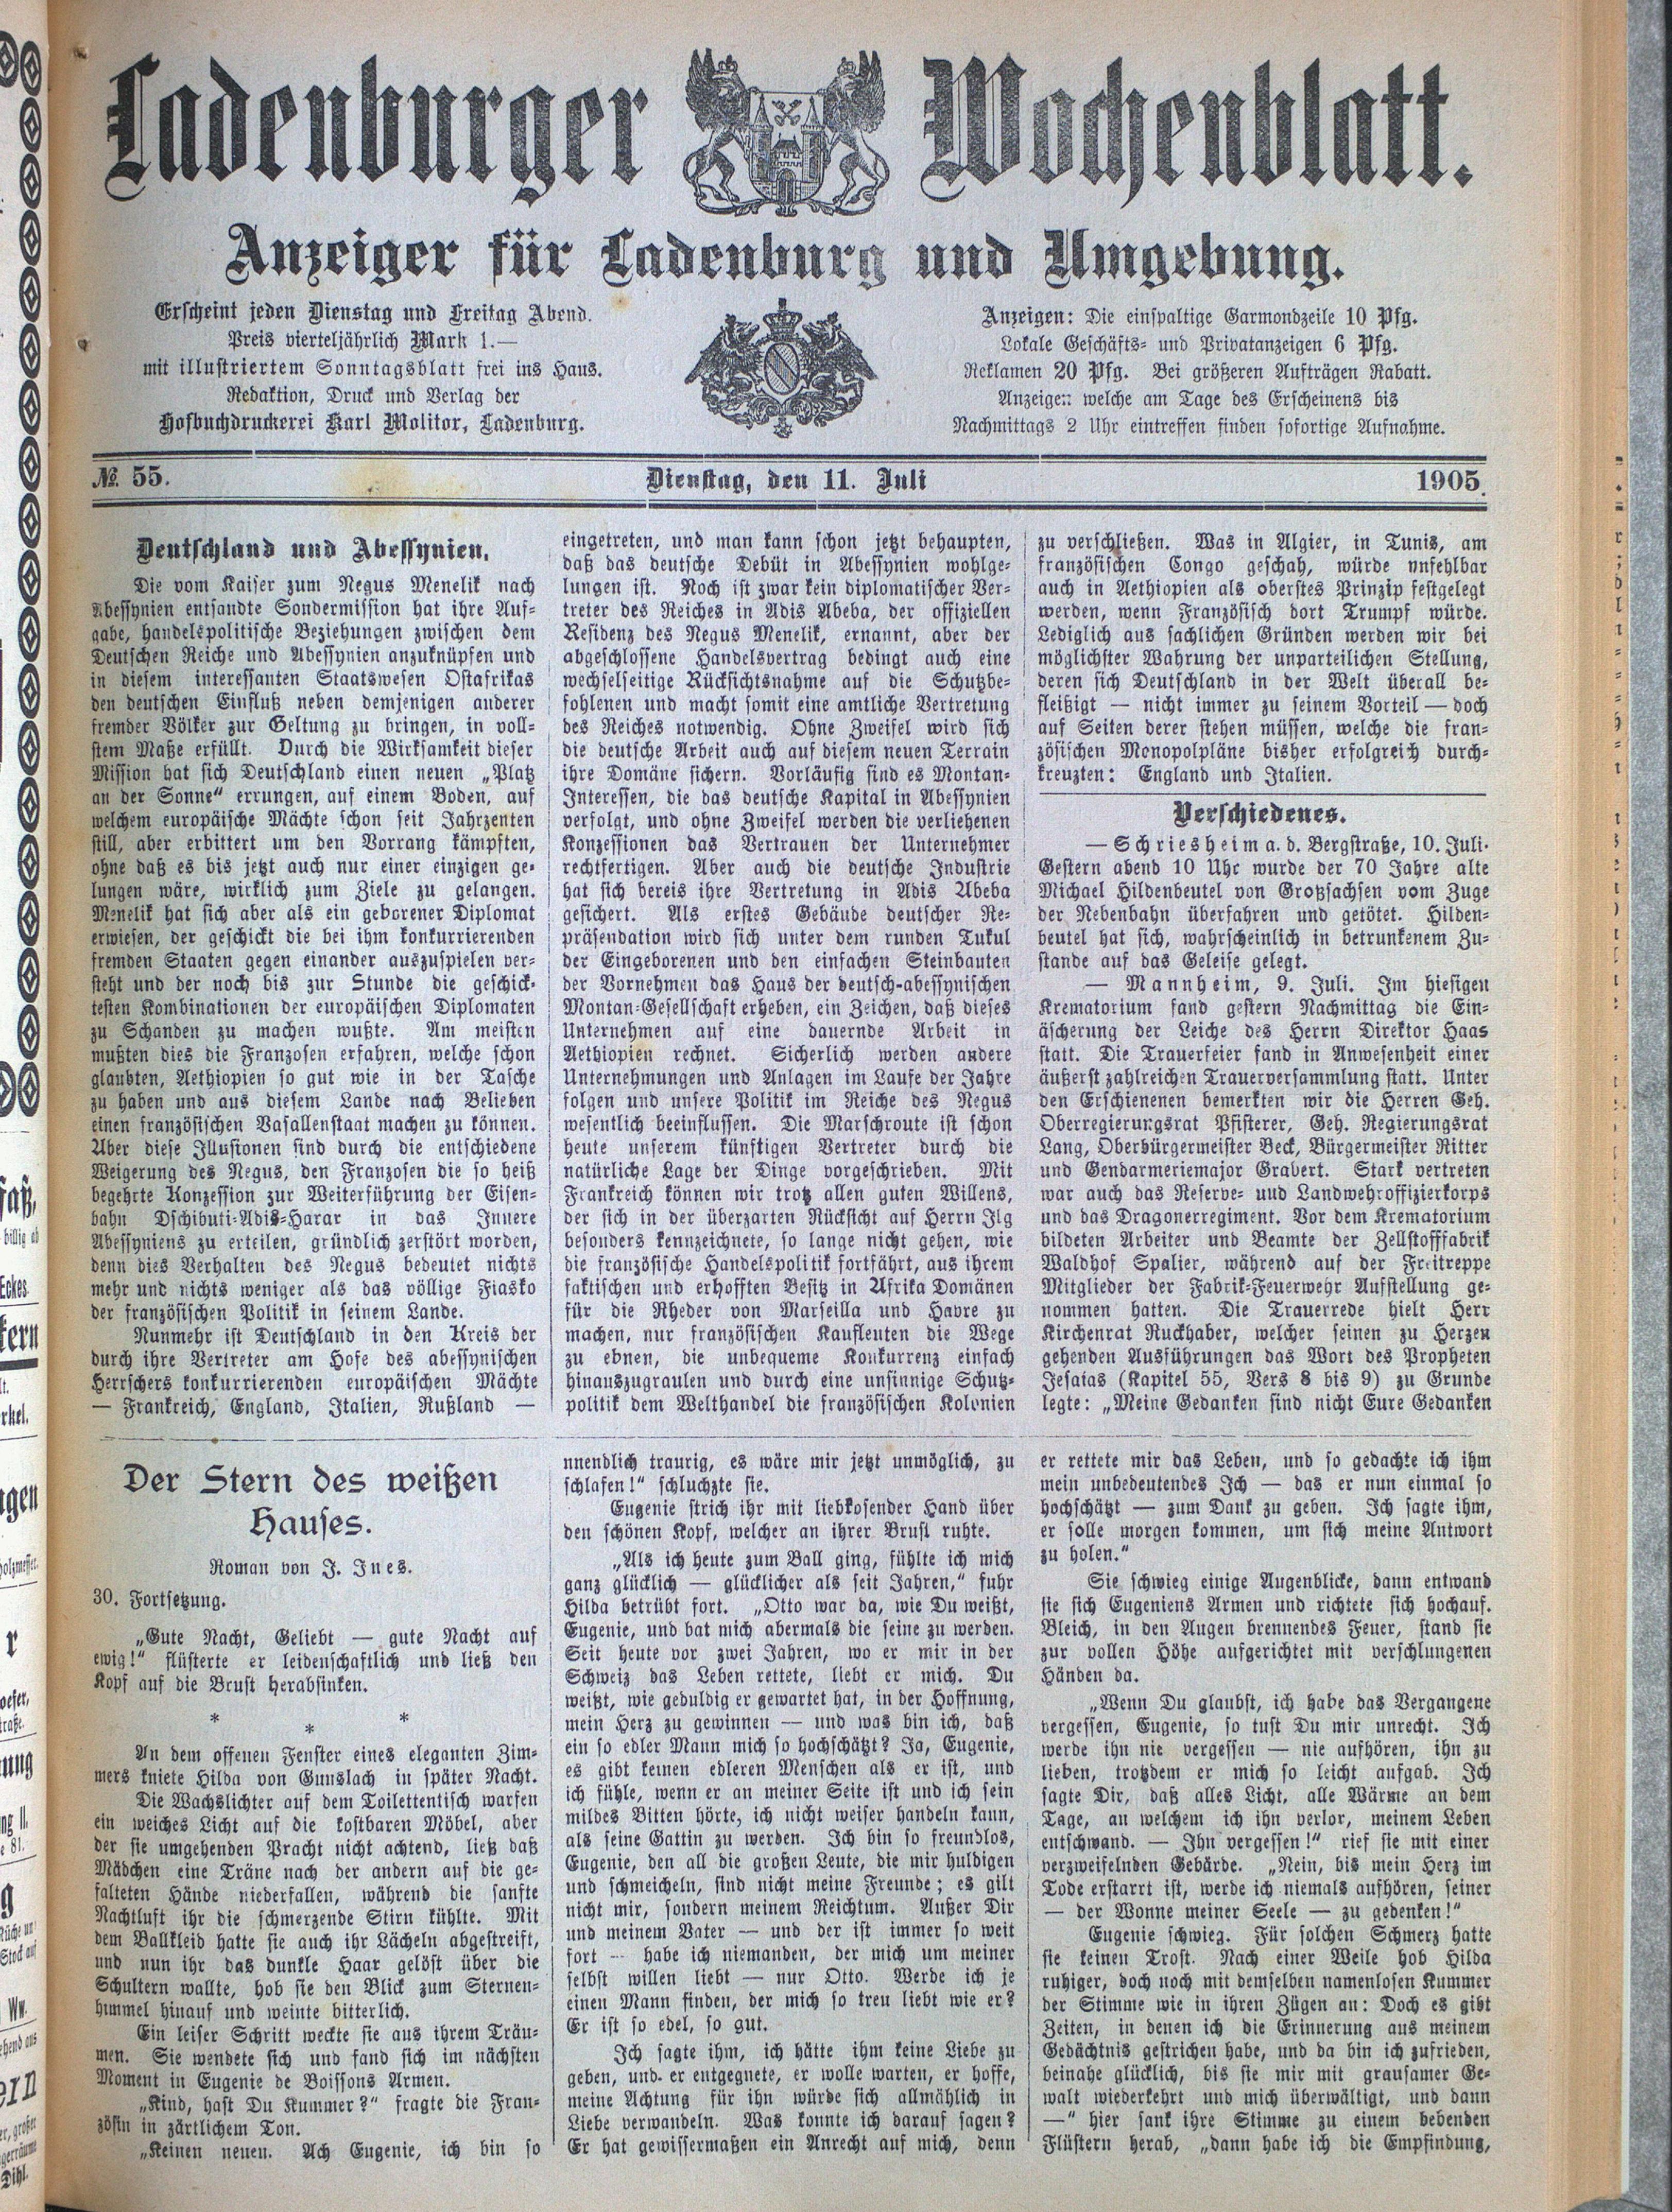 Ladenburger Wochenblatt.
Anzeiger für Ladenburg und Umgebung.
Erscheint jeden Dienstag und Freitag Abend.
Preis vierteljährlich Mark 1.—
mit illustriertem Sonntagsblatt frei ins Haus.
Redaktion, Druck und Verlag der
Hofbuchdruckerei Karl Molitor, Ladenburg.
Anzeigen: Die einspaltige Garmondzeile 10 Pfg.
Lokale Geschäfts- und Privatanzeigen 6 Pfg.
Reklamen 20 Pfg. Bei größeren Aufträgen Rabatt.
Anzeigen welche am Tage des Erscheinens bis
Nachmittags 2 Uhr eintreffen finden sofortige Aufnahme.
№. 55. Dienstag, den 11. Juli 1905.
Deutschland und Abessynien.
Die vom Kaiser zum Negus Menelik nach
Abessynien entsandte Sondermission hat ihre Auf-
gabe, handelspolitische Beziehungen zwischen dem
Deutschen Reiche und Abessynien anzuknüpfen und
in diesem interessanten Staatswesen Ostafrikas
den deutschen Einfluß neben demjenigen anderer
fremder Völker zur Geltung zu bringen, in voll-
stem Maße erfüllt. Durch die Wirksamkeit dieser
Mission hat sich Deutschland einen neuen „Platz
an der Sonne“ errungen, auf einem Boden, auf
welchem europäische Mächte schon seit Jahrzenten
still, aber erbittert um den Vorrang kämpften,
ohne daß es bis jetzt auch nur einer einzigen ge-
lungen wäre, wirklich zum Ziele zu gelangen.
Menelik hat sich aber als ein geborener Diplomat
erwiesen, der geschickt die bei ihm konkurrierenden
fremden Staaten gegen einander auszuspielen ver-
steht und der noch bis zur Stunde die geschick-
testen Kombinationen der europäischen Diplomaten
zu Schanden zu machen wußte. Am meisten
mußten dies die Franzosen erfahren, welche schon
glaubten, Aethiopien so gut wie in der Tasche
zu haben und aus diesem Lande nach Belieben
einen französischen Vasallenstaat machen zu können.
Aber diese Illusionen sind durch die entschiedene
Weigerung des Negus, den Franzosen die so heiß
begehrte Konzession zur Weiterführung der Eisen-
bahn Dschibuti-Adis-Harar in das Innere
Abessyniens zu erteilen, gründlich zerstört worden,
denn dies Verhalten des Negus bedeutet nichts
mehr und nichts weniger als das völlige Fiasko
der französischen Politik in seinem Lande.
Nunmehr ist Deutschland in den Kreis der
durch ihre Vertreter am Hofe des abessynischen
Herrschers konkurrierenden europäischen Mächte
— Frankreich, England, Italien, Rußland —
eingetreten, und man kann schon jetzt behaupten,
daß das deutsche Debüt in Abessynien wohlge-
lungen ist. Noch ist zwar kein diplomatischer Ver-
treter des Reiches in Adis Abeba, der offiziellen
Residenz des Negus Menelik, ernannt, aber der
abgeschlossene Handelsvertrag bedingt auch eine
wechselseitige Rücksichtsnahme auf die Schutzbe-
fohlenen und macht somit eine amtliche Vertretung
des Reiches notwendig. Ohne Zweifel wird sich
die deutsche Arbeit auch auf diesem neuen Terrain
ihre Domäne sichern. Vorläufig sind es Montan-
Interessen, die das deutsche Kapital in Abessynien
verfolgt, und ohne Zweifel werden die verliehenen
Konzessionen das Vertrauen der Unternehmer
rechtfertigen. Aber auch die deutsche Industrie
hat sich bereis ihre Vertretung in Adis Abeba
gesichert. Als erstes Gebäude deutscher Re-
präsendation wird sich unter dem runden Tukul
der Eingeborenen und den einfachen Steinbauten
der Vornehmen das Haus der deutsch-abessynischen
Montan-Gesellschaft erheben, ein Zeichen, daß dieses
Unternehmen auf eine dauernde Arbeit in
Aethiopien rechnet. Sicherlich werden andere
Unternehmungen und Anlagen im Laufe der Jahre
folgen und unsere Politik im Reiche des Negus
wesentlich beeinflussen. Die Marschroute ist schon
heute unserem künftigen Vertreter durch die
natürliche Lage der Dinge vorgeschrieben. Mit
Frankreich können wir trotz allen guten Willens,
der sich in der überzarten Rücksicht auf Herrn Ilg
besonders kennzeichnete, so lange nicht gehen, wie
die französische Handelspolitik fortfährt, aus ihrem
faktischen und erhofften Besitz in Afrika Domänen
für die Rheder von Marseilla und Havre zu
machen, nur französischen Kaufleuten die Wege
zu ebnen, die unbequeme Konkurrenz einfach
hinauszugraulen und durch eine unsinnige Schutz-
politik dem Welthandel die französischen Kolonien
zu verschließen. Was in Algier, in Tunis, am
französischen Congo geschah, würde unfehlbar
auch in Aethiopien als oberstes Prinzip festgelegt
werden, wenn Französisch dort Trumpf würde.
Lediglich aus sachlichen Gründen werden wir bei
möglichster Wahrung der unparteilichen Stellung,
deren sich Deutschland in der Welt überall be-
fleißigt — nicht immer zu seinem Vorteil — doch
auf Seiten derer stehen müssen, welche die fran-
zösischen Monopolpläne bisher erfolgreich durch-
kreuzten: England und Italien.
Verschiedenes.
— Schriesheim a. d. Bergstraße, 10. Juli.
Gestern abend 10 Uhr wurde der 70 Jahre alte
Michael Hildenbeutel von Großsachsen vom Zuge
der Nebenbahn überfahren und getötet. Hilden-
beutel hat sich, wahrscheinlich in betrunkenem Zu-
stande auf das Geleise gelegt.
— Mannheim, 9. Juli. Im hiesigen
Krematorium fand gestern Nachmittag die Ein-
äscherung der Leiche des Herrn Direktor Haas
statt. Die Trauerfeier fand in Anwesenheit einer
äußerst zahlreichen Trauerversammlung statt. Unter
den Erschienenen bemerkten wir die Herren Geh.
Oberregierungsrat Pfisterer, Geh. Regierungsrat
Lang, Oberbürgermeister Beck, Bürgermeister Ritter
und Gendarmeriemajor Grabert. Stark vertreten
war auch das Reserve- und Landwehroffizierkorps
und das Dragonerregiment. Vor dem Krematorium
bildeten Arbeiter und Beamte der Zellstofffabrik
Waldhof Spalier, während auf der Freitreppe
Mitglieder der Fabrik-Feuerwehr Aufstellung ge-
nommen hatten. Die Trauerrede hielt Herr
Kirchenrat Ruckhaber, welcher seinen zu Herzen
gehenden Ausführungen das Wort des Propheten
Jesaias (Kapitel 55, Vers 8 bis 9) zu Grunde
legte: „Meine Gedanken sind nicht Eure Gedanken
Der Stern des weißen
Hauses.
Roman von J. Ines.
30. Fortsetzung.
„Gute Nacht, Geliebt — gute Nacht auf
ewig!“ flüsterte er leidenschaftlich und ließ den
Kopf auf die Brust herabsinken.
* * *
An dem offenen Fenster eines eleganten Zim-
mers kniete Hilda von Gunslach in später Nacht.
Die Wachslichter auf dem Toilettentisch warfen
ein weiches Licht auf die kostbaren Möbel, aber
der sie umgehenden Pracht nicht achtend, ließ daß
Mädchen eine Träne nach der andern auf die ge-
falteten Hände niederfallen, während die sanfte
Nachtluft ihr die schmerzende Stirn kühlte. Mit
dem Ballkleid hatte sie auch ihr Lächeln abgestreift,
und nun ihr das dunkle Haar gelöst über die
Schultern wallte, hob sie den Blick zum Sternen-
himmel hinauf und weinte bitterlich.
Ein leiser Schritt weckte sie aus ihrem Träu-
men. Sie wendete sich und fand sich im nächsten
Moment in Eugenie de Boissons Armen.
„Kind, hast Du Kummer?“ fragte die Fran-
zösin in zärtlichem Ton.
„Keinen neuen. Ach Eugenie, ich bin so
nnendlich traurig, es wäre mir jetzt unmöglich, zu
schlafen!“ schluchzte sie.
Eugenie strich ihr mit liebkosender Hand über
den schönen Kopf, welcher an ihrer Brust ruhte.
„Als ich heute zum Ball ging, fühlte ich mich
ganz glücklich — glücklicher als seit Jahren,“ fuhr
Hilda betrübt fort. „Otto war da, wie Du weißt,
Eugenie, und bat mich abermals die seine zu werden.
Seit heute vor zwei Jahren, wo er mir in der
Schweiz das Leben rettete, liebt er mich. Du
weißt, wie geduldig er gewartet hat, in der Hoffnung,
mein Herz zu gewinnen — und was bin ich, daß
ein so edler Mann mich so hochschätzt? Ja, Eugenie,
es gibt keinen edleren Menschen als er ist, und
ich fühle, wenn er an meiner Seite ist und ich sein
mildes Bitten hörte, ich nicht weiser handeln kann,
als seine Gattin zu werden. Ich bin so freundlos,
Eugenie, den all die großen Leute, die mir huldigen
und schmeicheln, sind nicht meine Freunde; es gilt
nicht mir, sondern meinem Reichtum. Außer Dir
und meinem Vater — und der ist immer so weit
fort — habe ich niemanden, der mich um meiner
selbst willen liebt — nur Otto. Werde ich je
einen Mann finden, der mich so treu liebt wie er?
Er ist so edel, so gut.
Ich sagte ihm, ich hätte ihm keine Liebe zu
geben, und er entgegnete, er wolle warten, er hoffe,
meine Achtung für ihn würde sich allmählich in
Liebe verwandeln. Was konnte ich darauf sagen?
Er hat gewissermaßen ein Anrecht auf mich, denn
er rettete mir das Leben, und so gedachte ich ihm
mein unbedeutendes Ich — das er nun einmal so
hochschätzt — zum Dank zu geben. Ich sagte ihm,
er solle morgen kommen, um sich meine Antwort
zu holen.“
Sie schwieg einige Augenblicke, dann entwand
sie sich Eugeniens Armen und richtete sich hochauf.
Bleich, in den Augen brennendes Feuer, stand sie
zur vollen Höhe aufgerichtet mit verschlungenen
Händen da.
„Wenn Du glaubst, ich habe das Vergangene
vergessen, Eugenie, so tust Du mir unrecht. Ich
werde ihn nie vergessen — nie aufhören, ihn zu
lieben, trotzdem er mich so leicht aufgab. Ich
sagte Dir, daß alles Licht, alle Wärme an dem
Tage, an welchem ich ihn verlor, meinem Leben
entschwand. — Ihn vergessen!“ rief sie mit einer
verzweifelnden Gebärde. „Nein, bis mein Herz im
Tode erstarrt ist, werde ich niemals aufhören, seiner
— der Wonne meiner Seele — zu gedenken!“
Eugenie schwieg. Für solchen Schmerz hatte
sie keinen Trost. Nach einer Weile hob Hilda
ruhiger, doch noch mit demselben namenlosen Kummer
der Stimme wie in ihren Zügen an: Doch es gibt
Zeiten, in denen ich die Erinnerung aus meinem
Gedächtnis gestrichen habe, und da bin ich zufrieden,
beinahe glücklich, bis sie mir mit grausamer Ge-
walt wiederkehrt und mich überwältigt, und dann
—“ hier sank ihre Stimme zu einem bebenden
Flüstern herab, „dann habe ich die Empfindung,